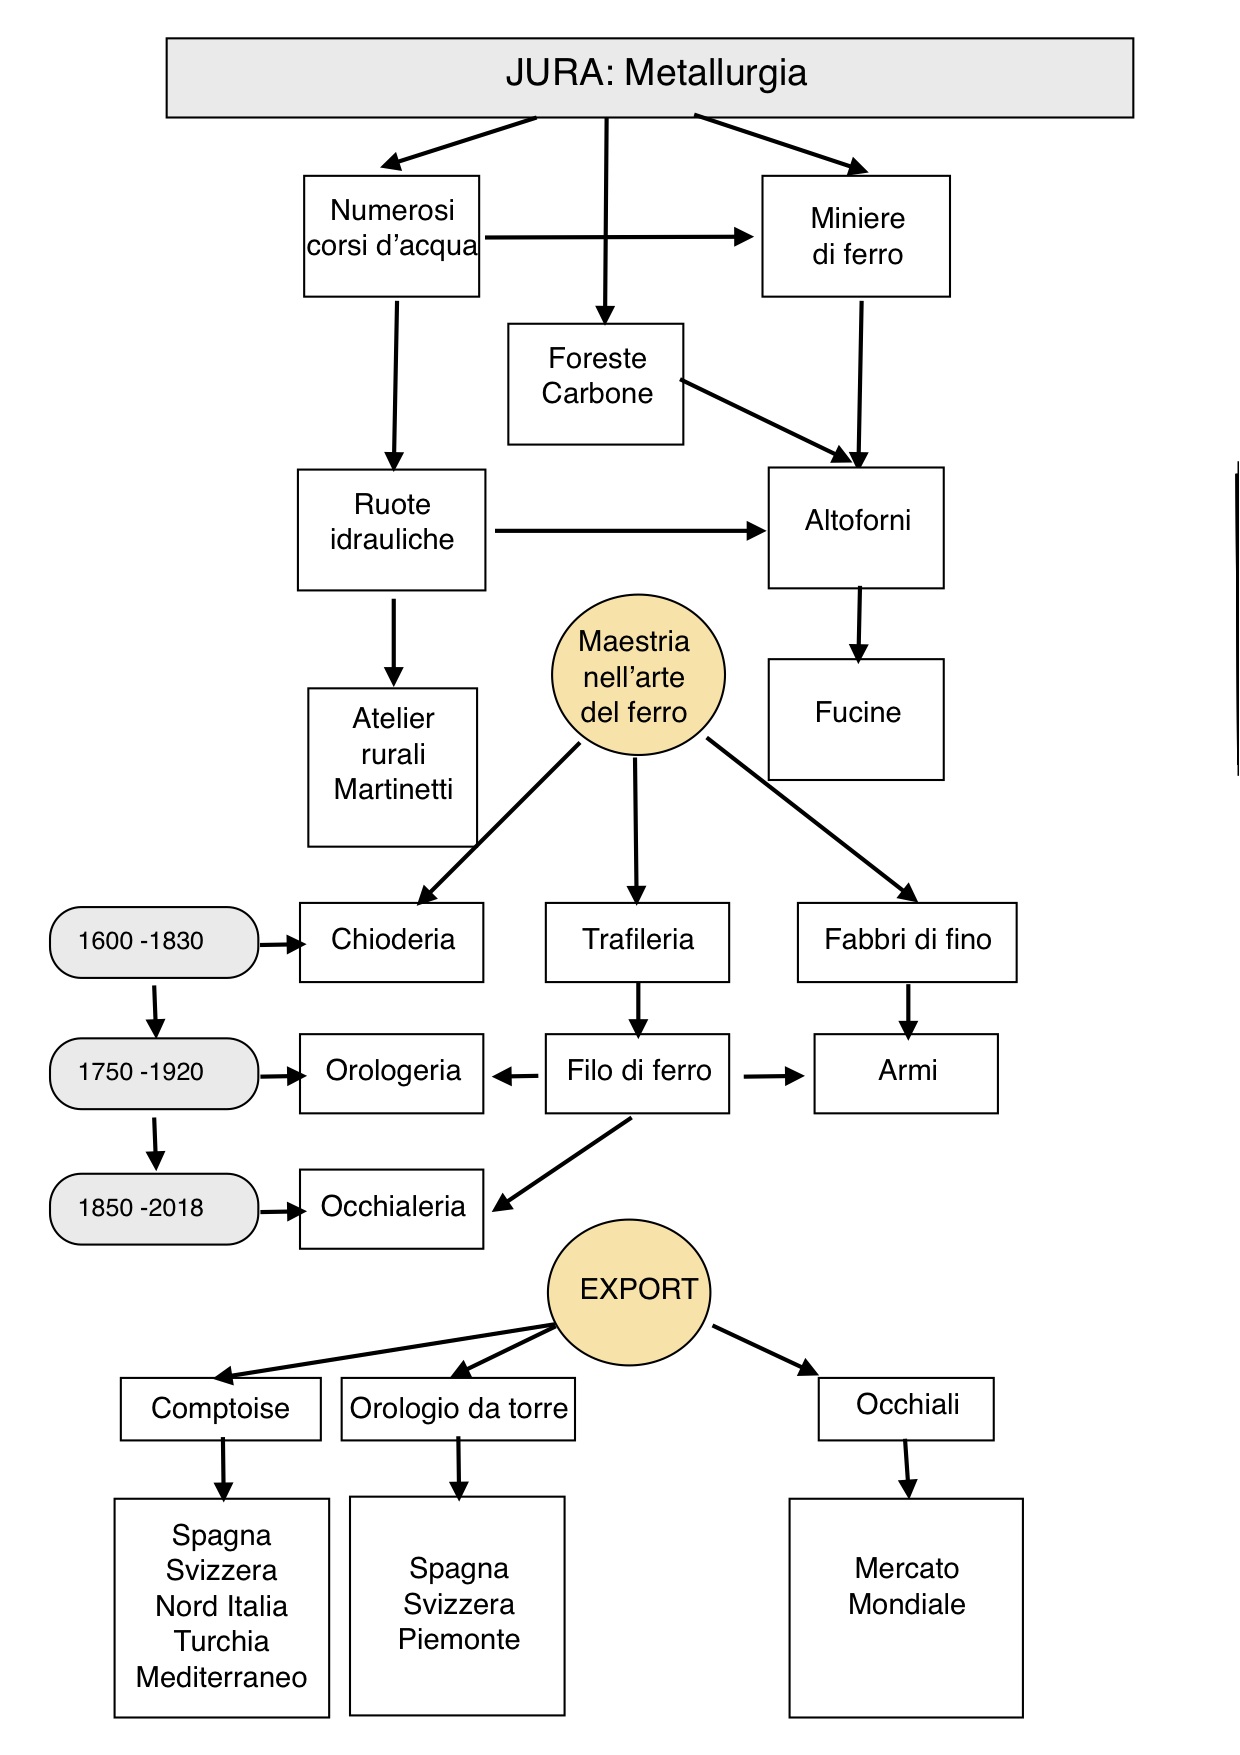 JURA: Metallurgia
Numerosi
corsi d'acqua
Miniere
di ferro
Foreste
Carbone
Ruote
idrauliche
Altoforni
Maestria
nell'arte
del ferro
Fucine
Atelier
rurali
Martinetti
1600 -1830
Chioderia
Trafileria
Fabbri di fino
1750 -1920
Orologeria
Filo di ferro
Armi
1850 -2018
Occhialeria
EXPORT
Comptoise
Orologio da torre
Occhiali
Spagna
Svizzera
Nord Italia
Turchia
Mediterraneo
Spagna
Svizzera
Piemonte
Mercato
Mondiale